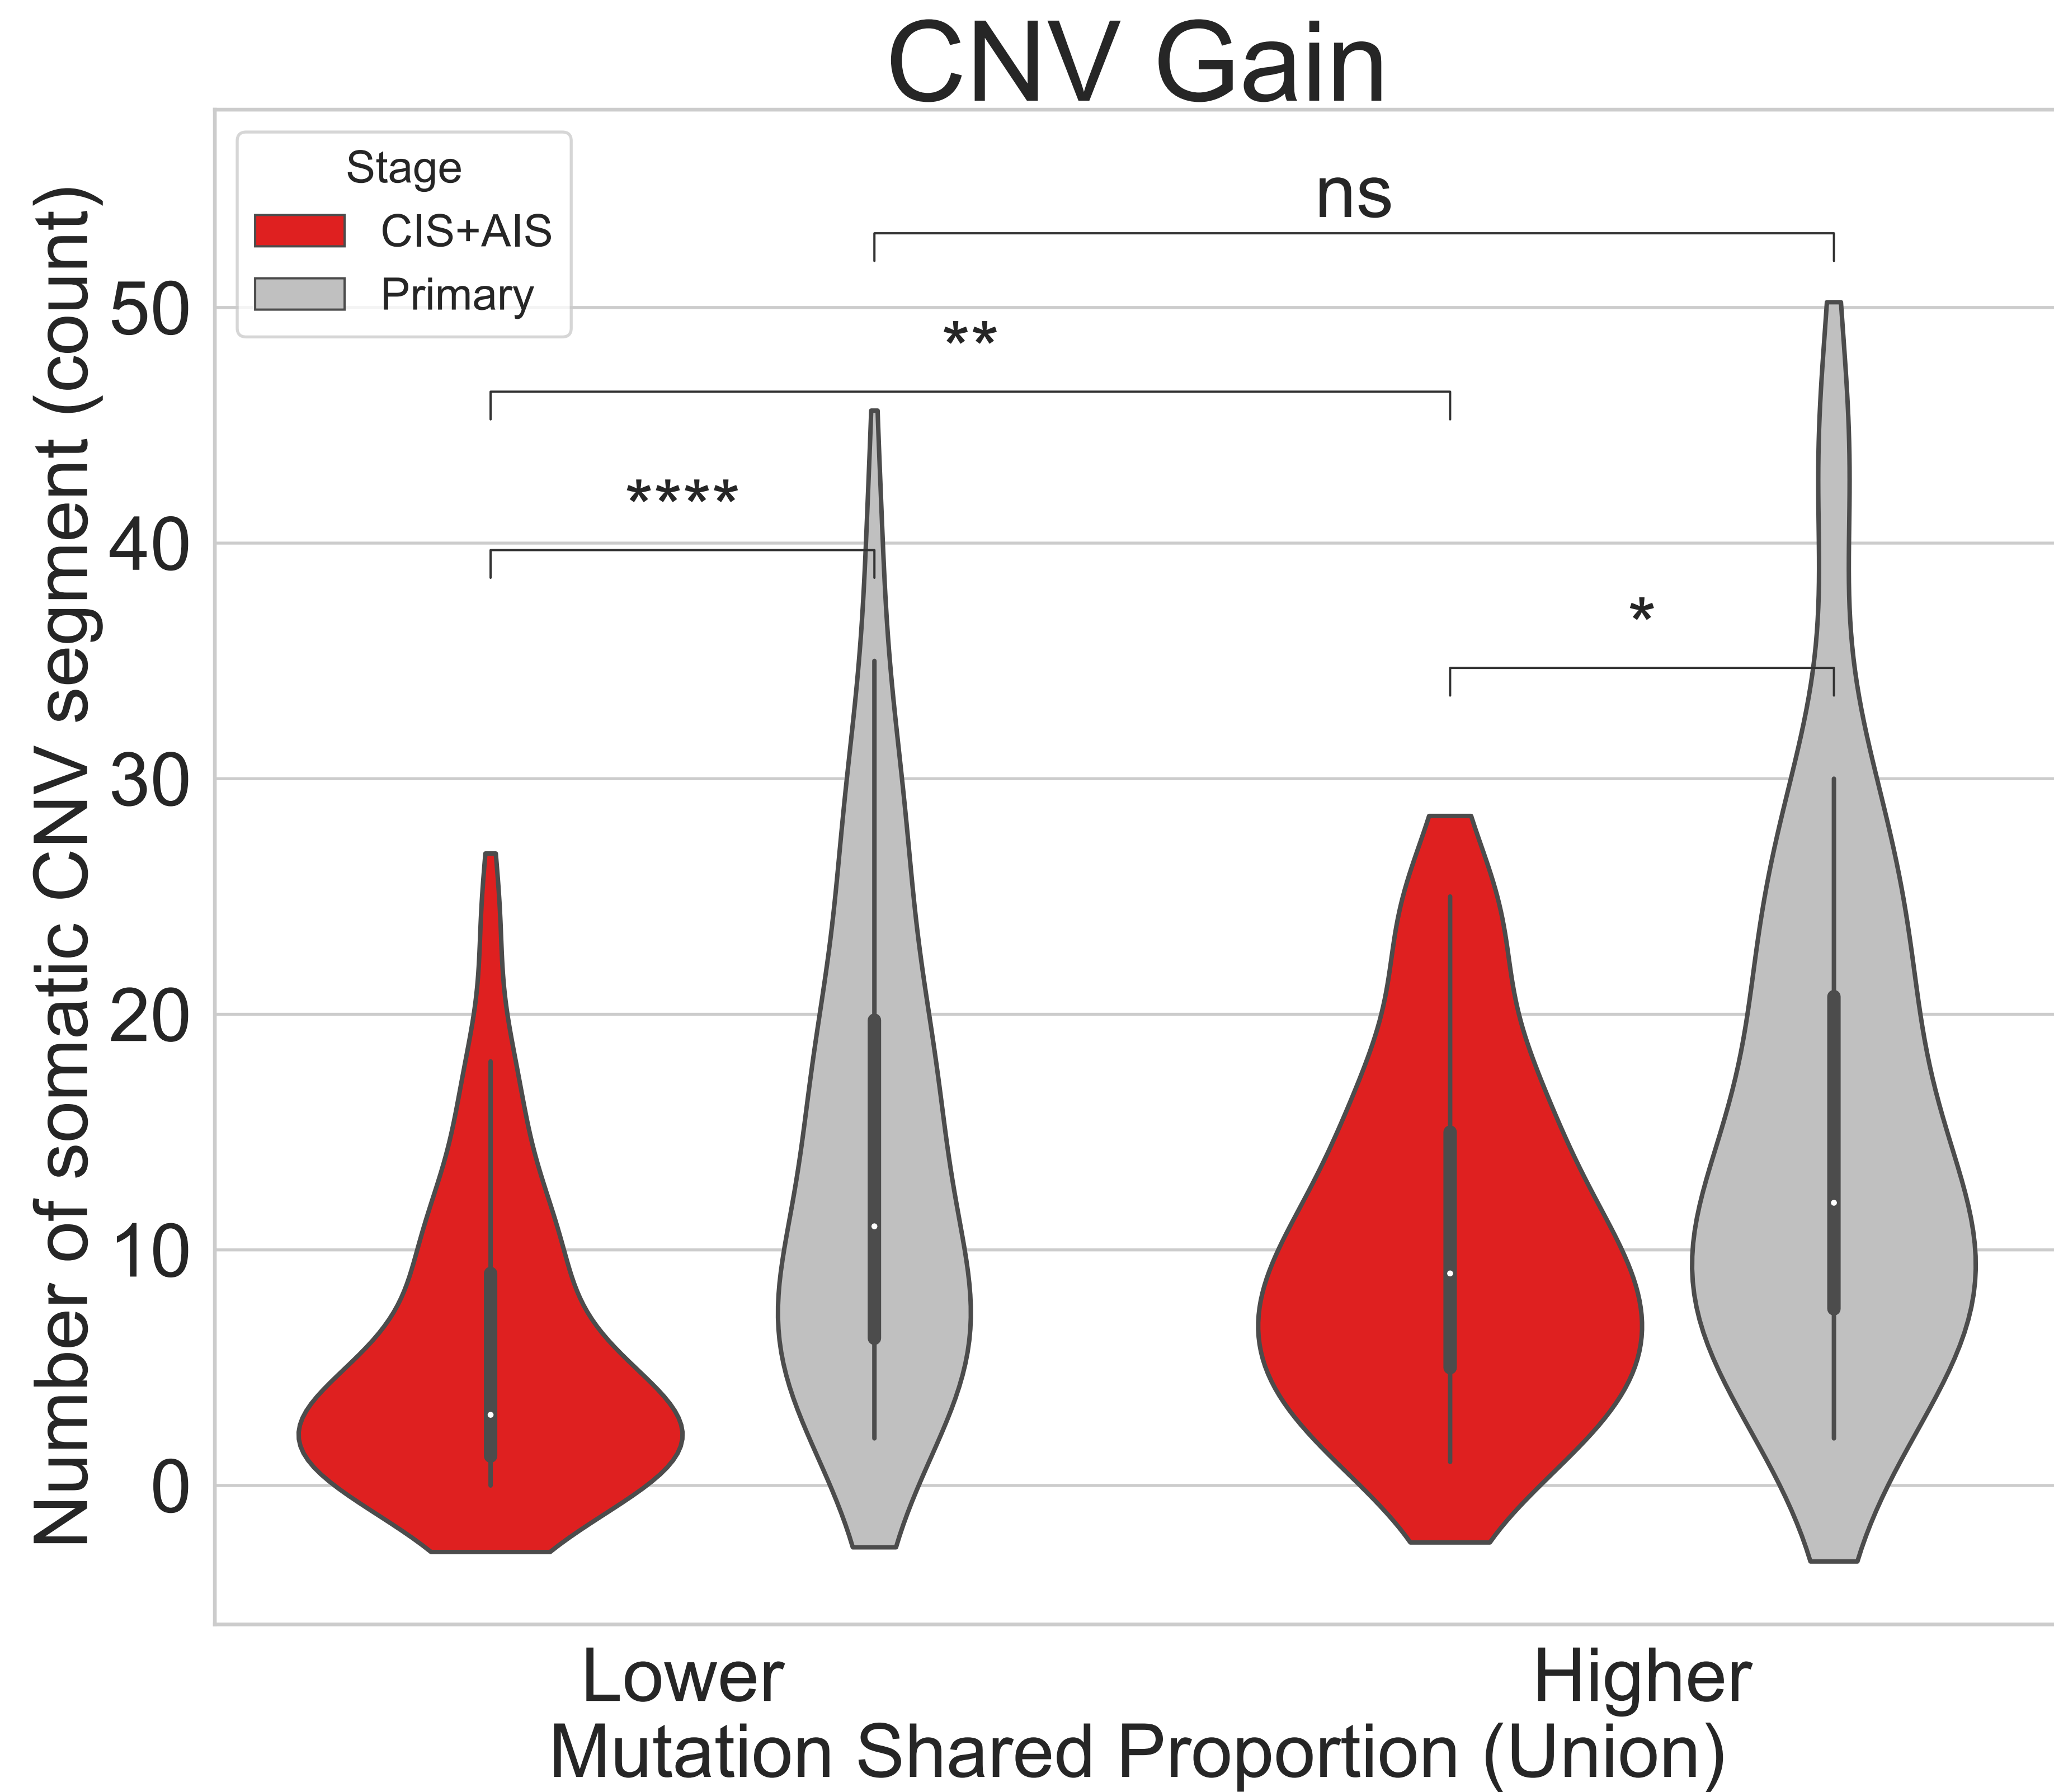 CNV Gain
Stage
CIS+AIS
Primary
ns
**
****
*
50
40
30
20
10
0
Number of somatic CNV segment (count)
Lower
Higher
Mutation Shared Proportion (Union)